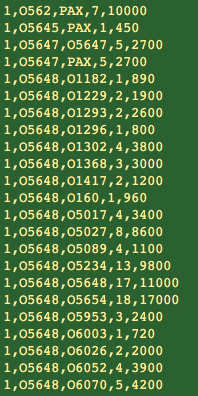 1,O562,PAX,7,10000
1,O5645,PAX,1,450
1,O5647,O5647,5,2700
1,O5647,PAX,5,2700
1,O5648,O1182,1,890
1,O5648,O1229,2,1900
1,O5648,O1293,2,2600
1,O5648,O1296,1,800
1,O5648,O1302,4,3800
1,O5648,O1368,3,3000
1,O5648,O1417,2,1200
1,O5648,O160,1,960
1,O5648,O5017,4,3400
1,O5648,O5027,8,8600
1,O5648,O5089,4,1100
1,O5648,O5234,13,9800
1,O5648,O5648,17,11000
1,O5648,O5654,18,17000
1,O5648,O5953,3,2400
1,O5648,O6003,1,720
1,O5648,O6026,2,2000
1,O5648,O6052,4,3900
1,O5648,O6070,5,4200